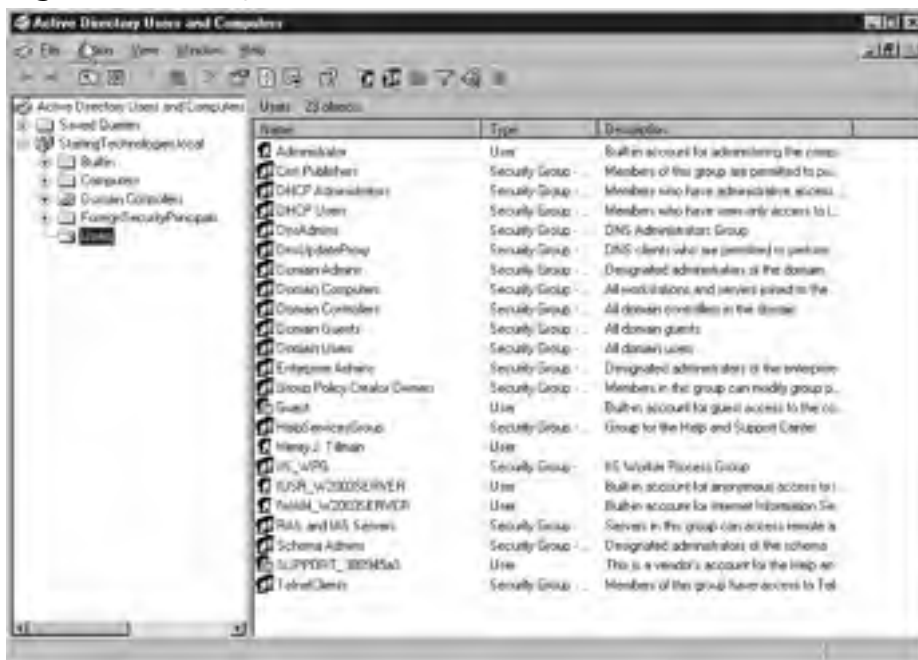 Active Directory Users and Computers
File Action View Window Help
Active Directory Users and Computers
Saved Queries
Builtin
Computers
Domain Controllers
ForeignSecurityPrincipals
Users
Users 23 objects
Name Type Description
Administrator User Built-in account for administering the comp...
Cert Publishers Security Group - ... Members of this group are permitted to pu...
DHCP Administrators Security Group - ... Members who have administrative access ...
DHCP Users Security Group - ... Members who have view-only access to t...
DnsAdmins Security Group - ... DNS Administrators Group
DnsUpdateProxy Security Group - ... DNS clients who are permitted to perform
Domain Admins Security Group - ... Designated administrators of the domain
Domain Computers Security Group - ... All workstations and servers joined to the
Domain Controllers Security Group - ... All domain controllers in the domain
Domain Guests Security Group - ... All domain guests
Domain Users Security Group - ... All domain users
Enterprise Admins Security Group - ... Designated administrators of the enterprise
Group Policy Creator Owners Security Group - ... Members in this group can modify group p...
Guest User Built-in account for guest access to the co...
HelpServicesGroup Security Group - ... Group for the Help and Support Center
Henry J. Tillman User
IIS_WPG Security Group - ... IIS Worker Process Group
IUSR_W2003SERVER User Built-in account for anonymous access to I...
IWAM_W2003SERVER User Built-in account for Internet Information Se...
RAS and IAS Servers Security Group - ... Servers in this group can access remote a...
Schema Admins Security Group - ... Designated administrators of the schema
User This is a vendor's account for the Help an...
TelnetClients Security Group - ... Members of this group have access to Tel...